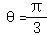 θ = π/3